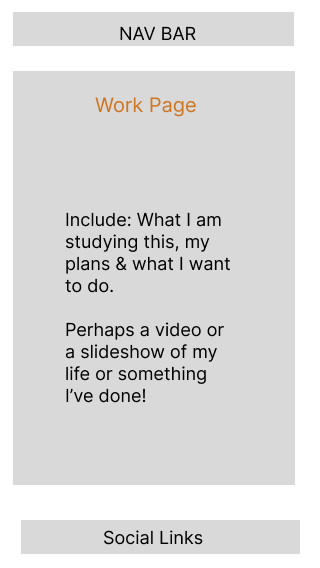 NAV BAR
Work Page
Include: What I am
studying this, my
plans & what I want
to do.
Perhaps a video or
a slideshow of my
life or something
I've done!
Social Links